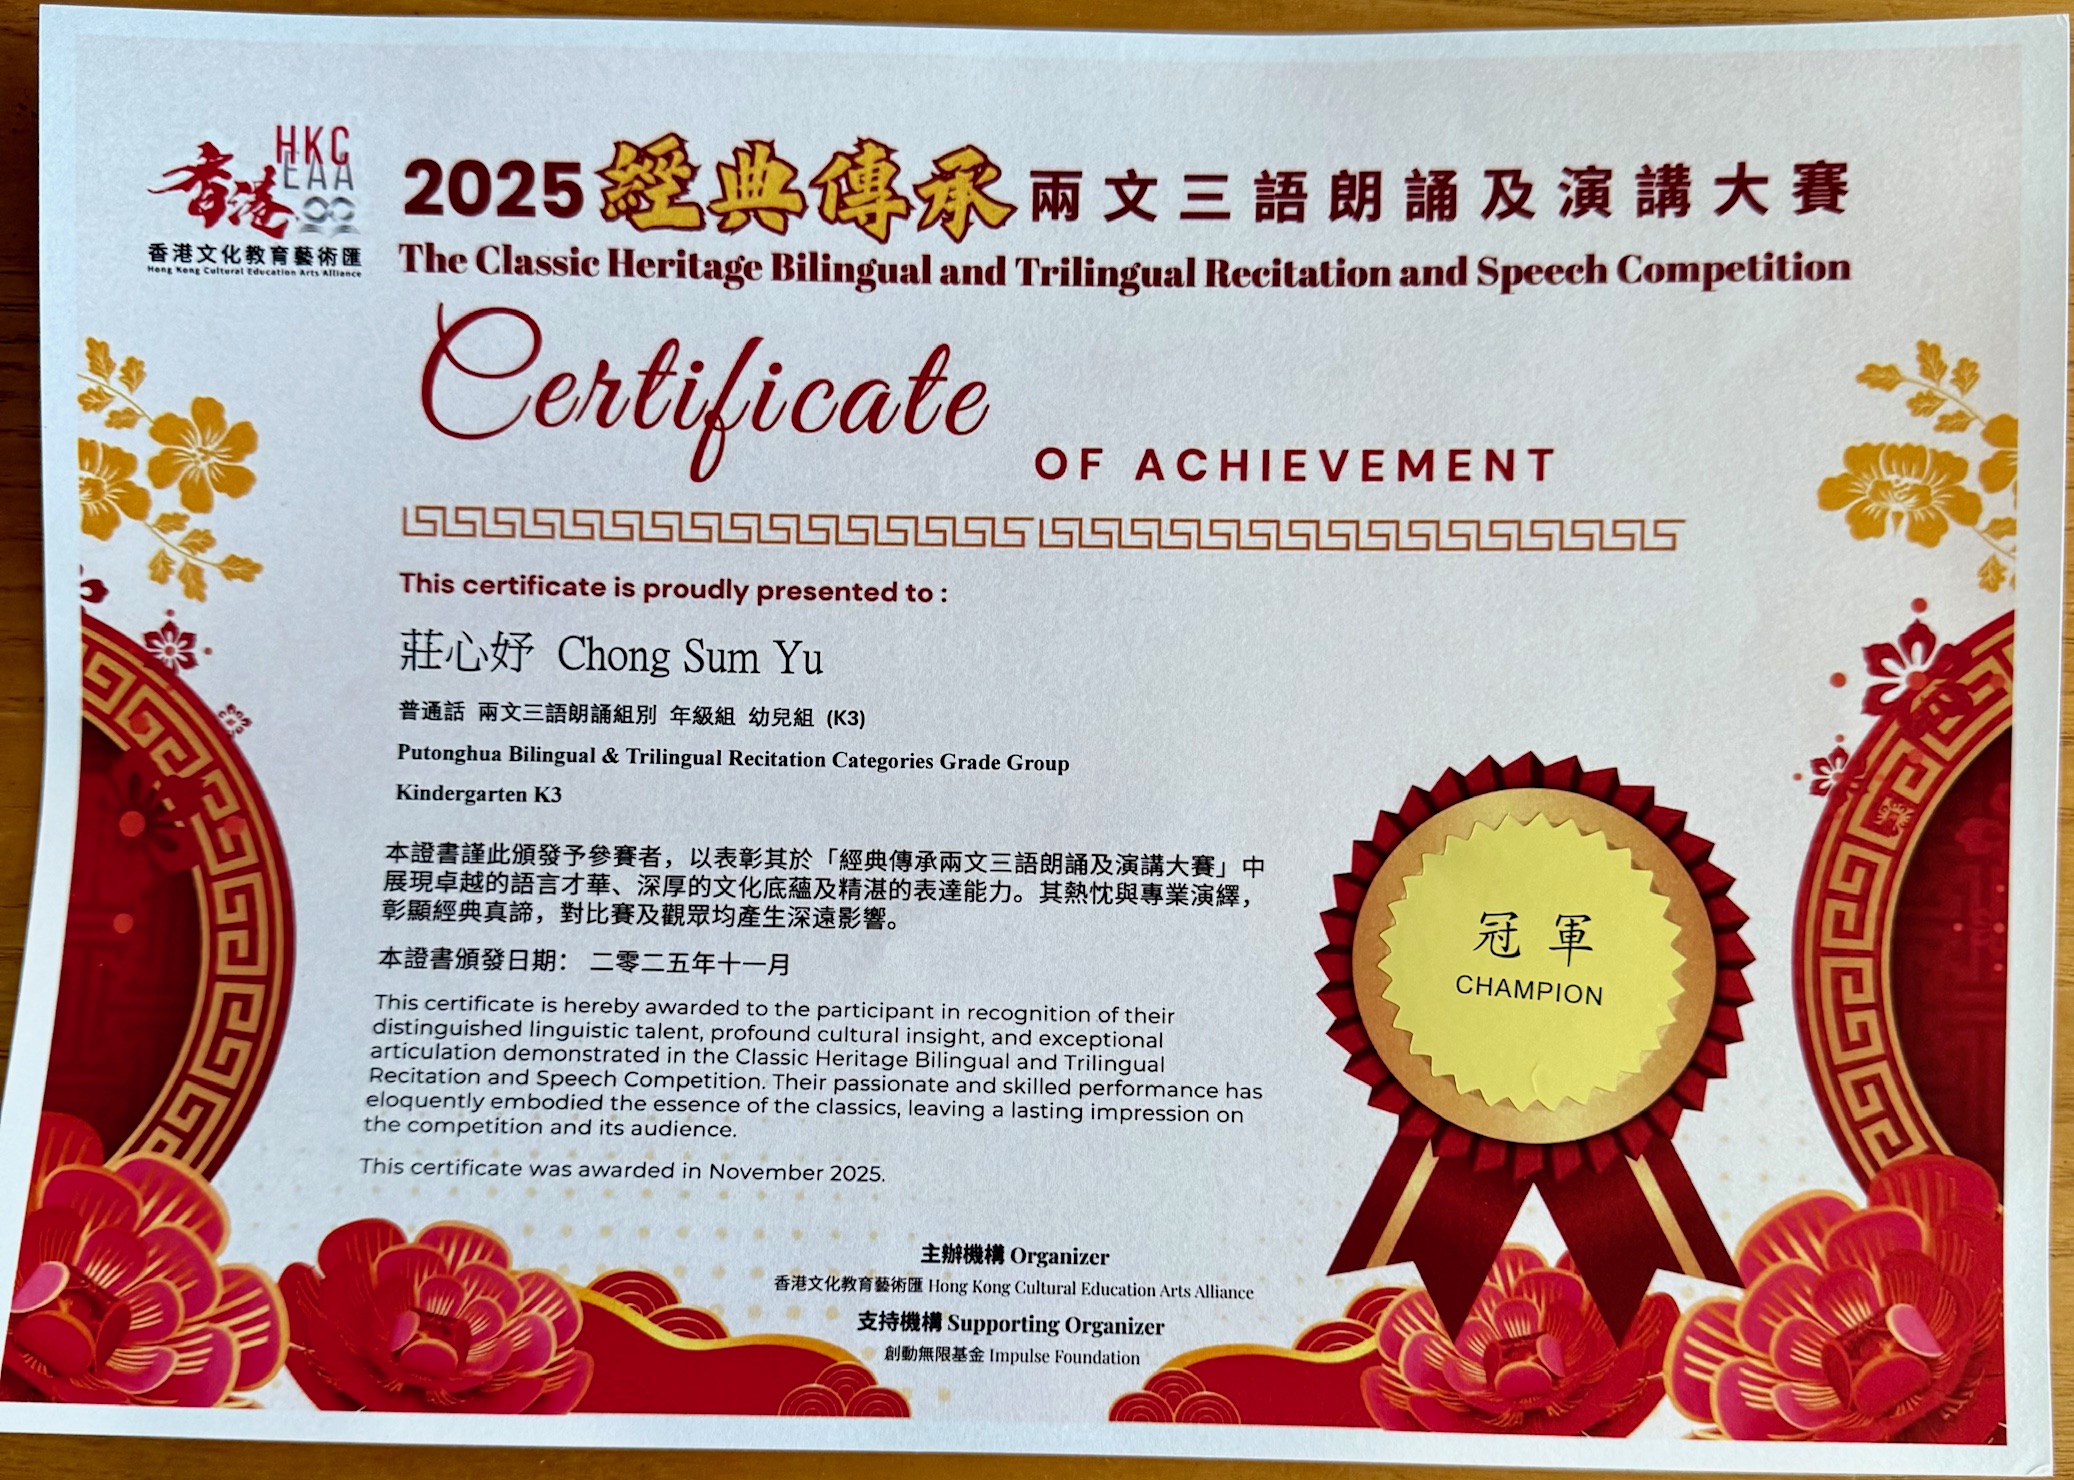 HKC
EAA
香港
香港文化教育藝術匯
Hong Kong Cultural Education Arts Alliance
2025 經典傳承 兩文三語朗誦及演講大賽
The Classic Heritage Bilingual and Trilingual Recitation and Speech Competition
Certificate
OF ACHIEVEMENT
This certificate is proudly presented to :
莊心妤 Chong Sum Yu
普通話 兩文三語朗誦組別 年級組 幼兒組 (K3)
Putonghua Bilingual & Trilingual Recitation Categories Grade Group
Kindergarten K3
本證書謹此頒發予參賽者，以表彰其於「經典傳承兩文三語朗誦及演講大賽」中
展現卓越的語言才華、深厚的文化底蘊及精湛的表達能力。其熱忱與專業演繹，
彰顯經典真諦，對比賽及觀眾均產生深遠影響。
本證書頒發日期： 二零二五年十一月
This certificate is hereby awarded to the participant in recognition of their
distinguished linguistic talent, profound cultural insight, and exceptional
articulation demonstrated in the Classic Heritage Bilingual and Trilingual
Recitation and Speech Competition. Their passionate and skilled performance has
eloquently embodied the essence of the classics, leaving a lasting impression on
the competition and its audience.
This certificate was awarded in November 2025.
冠軍
CHAMPION
主辦機構 Organizer
香港文化教育藝術匯 Hong Kong Cultural Education Arts Alliance
支持機構 Supporting Organizer
創動無限基金 Impulse Foundation